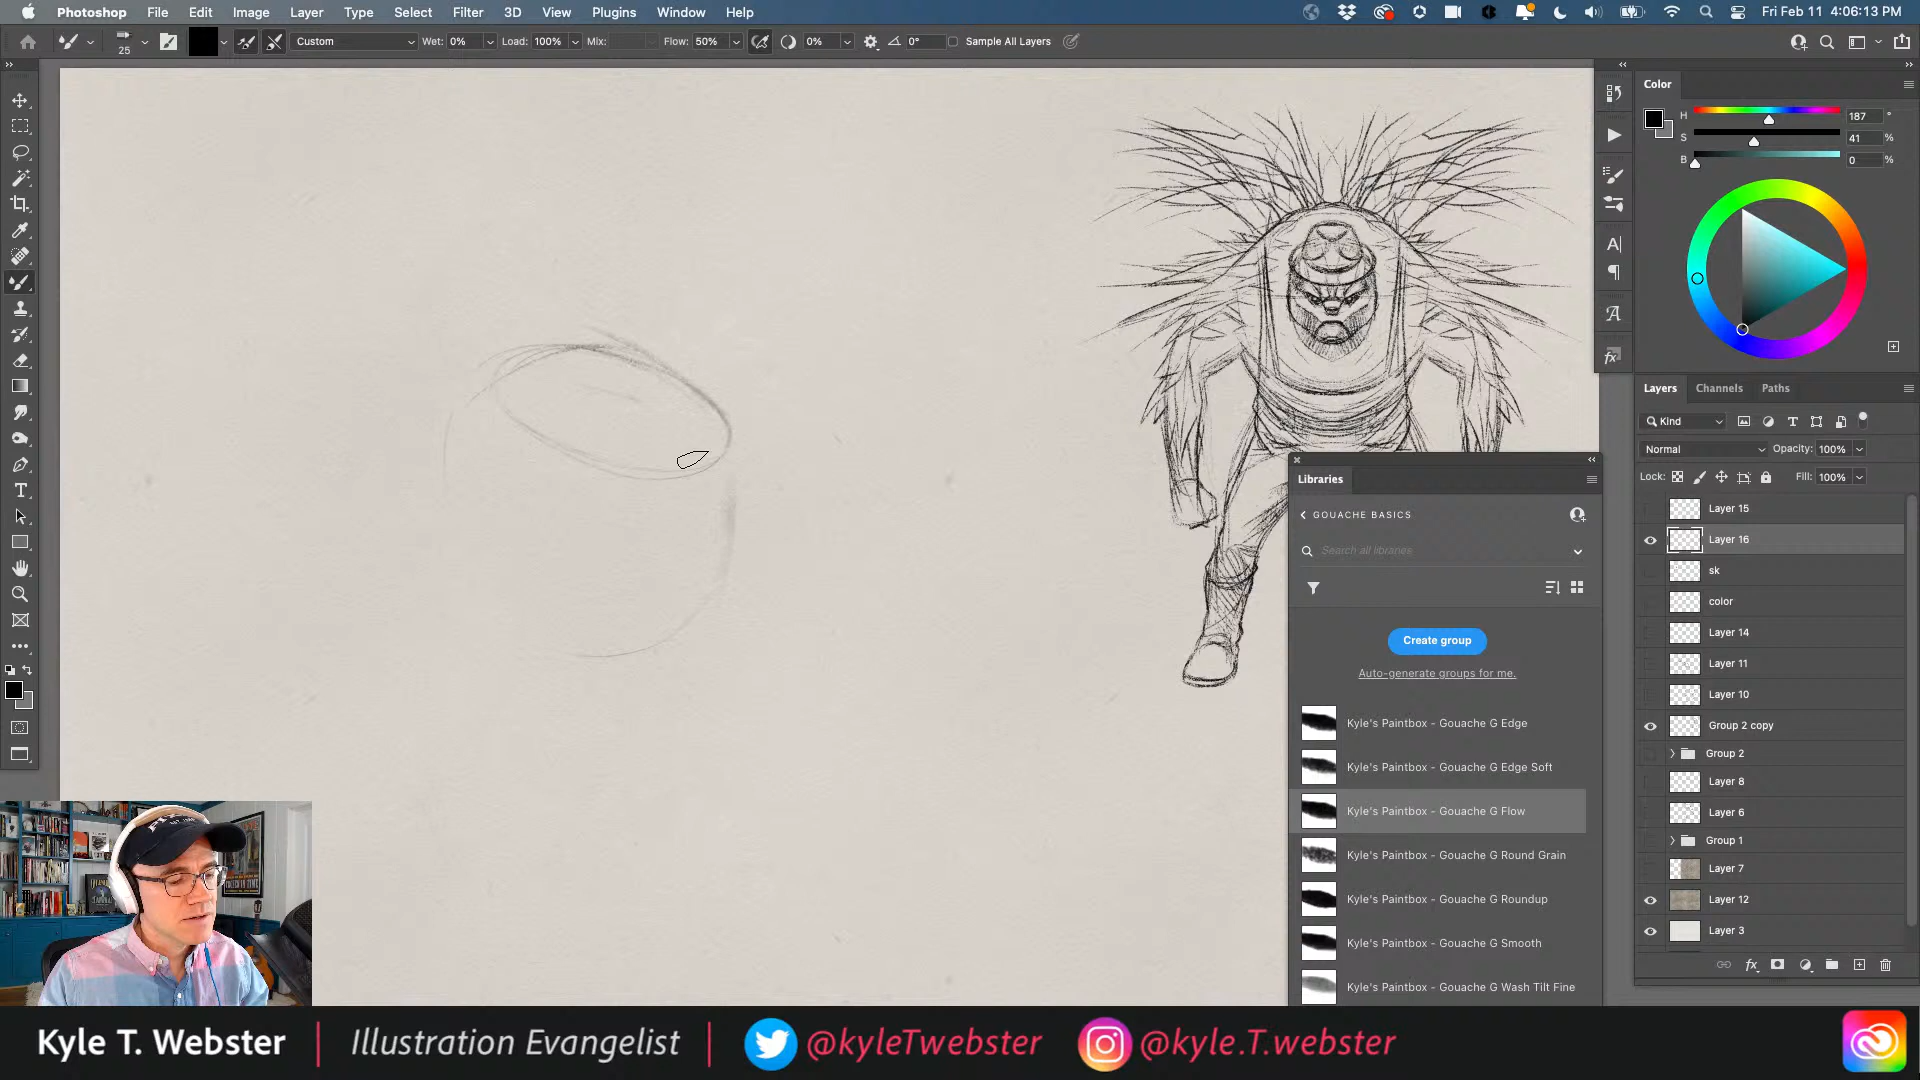 Photoshop File Edit Image Layer Type Select Filter 3D View Plugins Window Help Fri Feb 11 4:06:13 PM
25 Custom Wet: 0% Load: 100% Mix: Flow: 50% 0% 0° Sample All Layers
Color
H 187 °
S 41 %
B 0 %
Layers Channels Paths
Kind
Normal Opacity: 100%
Lock: Fill: 100%
Layer 15
Layer 16
sk
color
Layer 14
Layer 11
Layer 10
Group 2 copy
Group 2
Layer 8
Layer 6
Group 1
Layer 7
Layer 12
Layer 3
Libraries
GOUACHE BASICS
Search all libraries
Create group
Auto-generate groups for me.
Kyle's Paintbox - Gouache G Edge
Kyle's Paintbox - Gouache G Edge Soft
Kyle's Paintbox - Gouache G Flow
Kyle's Paintbox - Gouache G Round Grain
Kyle's Paintbox - Gouache G Roundup
Kyle's Paintbox - Gouache G Smooth
Kyle's Paintbox - Gouache G Wash Tilt Fine
Kyle T. Webster | Illustration Evangelist | @kyleTwebster @kyle.T.webster